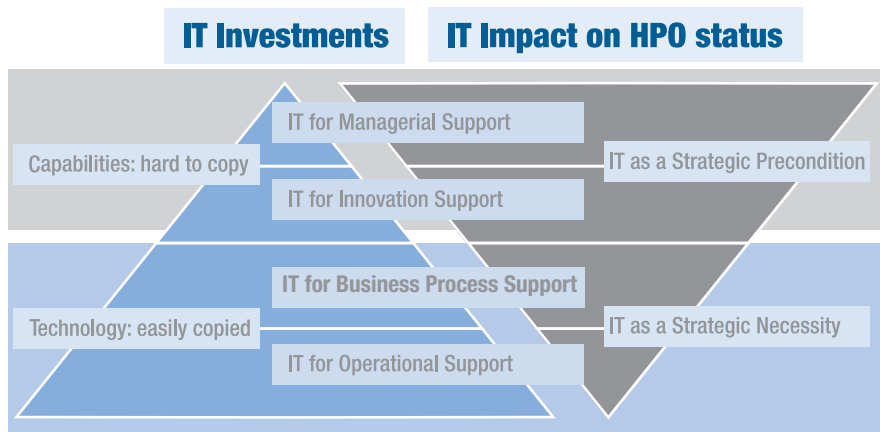 IT Investments
IT Impact on HPO status
IT for Managerial Support
Capabilities: hard to copy
IT as a Strategic Precondition
IT for Innovation Support
IT for Business Process Support
Technology: easily copied
IT as a Strategic Necessity
IT for Operational Support